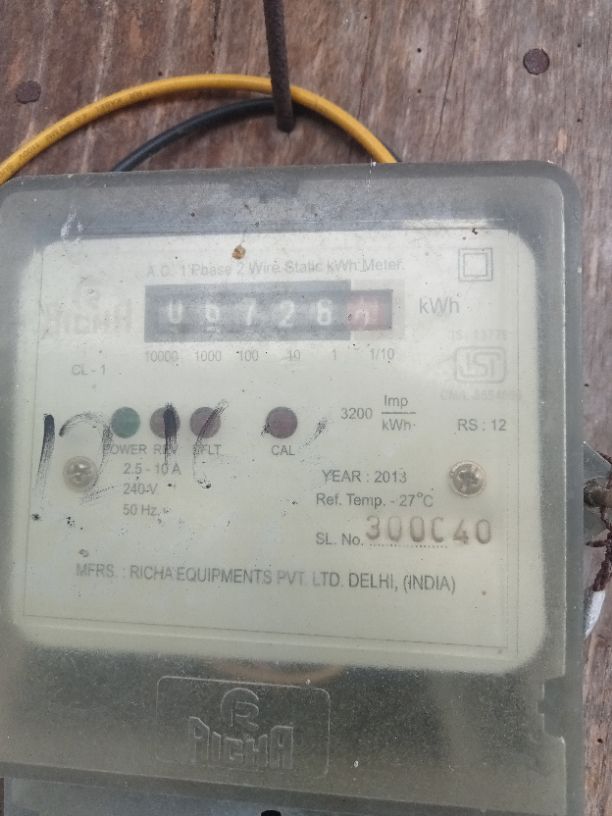 A.C. 1 Phase 2 Wire Static kWh Meter.
RICHA
726
kWh
10000 1000 100 10 1 1/10
CL - 1
3200 Imp
kWh
RS : 12
POWER REV CAL
2.5 - 10 A
240 V
50 Hz.
YEAR : 2013
Ref. Temp. - 27°C
SL. No. 300C40
MFRS. : RICHA EQUIPMENTS PVT. LTD. DELHI, (INDIA)
R
RICHA